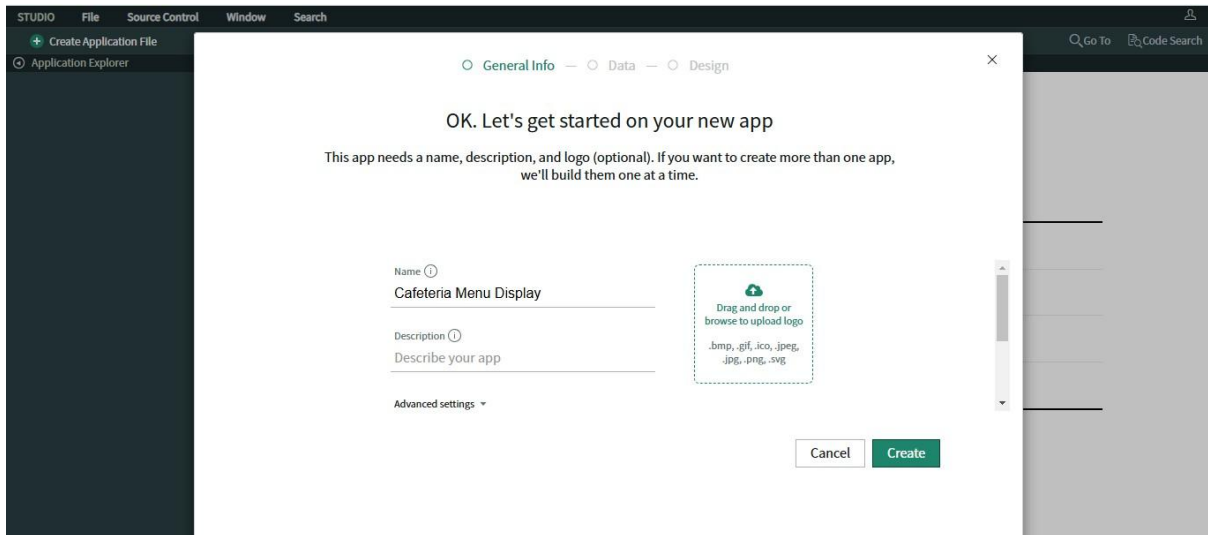 STUDIO File Source Control Window Search
Create Application File
Go To Code Search
Application Explorer
General Info — Data — Design
OK. Let's get started on your new app
This app needs a name, description, and logo (optional). If you want to create more than one app,
we'll build them one at a time.
Name
Cafeteria Menu Display
Description
Describe your app
Drag and drop or
browse to upload logo
.bmp, .gif, .ico, .jpeg,
.jpg, .png, .svg
Advanced settings
Cancel Create